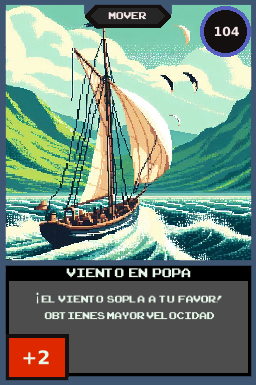 MOVER
104
VIENTO EN POPA
¡EL VIENTO SOPLA A TU FAVOR!
OBTIENES MAYOR VELOCIDAD
+2